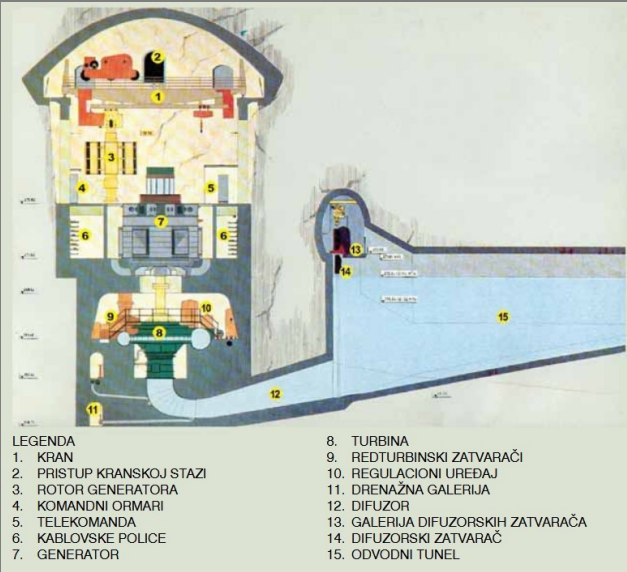 2
1
3
4
5
6
7
6
13
14
9
10
8
15
12
11
LEGENDA
1. KRAN
2. PRISTUP KRANSKOJ STAZI
3. ROTOR GENERATORA
4. KOMANDNI ORMARI
5. TELEKOMANDA
6. KABLOVSKE POLICE
7. GENERATOR
8. TURBINA
9. REDTURBINSKI ZATVARAČI
10. REGULACIONI UREĐAJ
11. DRENAŽNA GALERIJA
12. DIFUZOR
13. GALERIJA DIFUZORSKIH ZATVARAČA
14. DIFUZORSKI ZATVARAČ
15. ODVODNI TUNEL